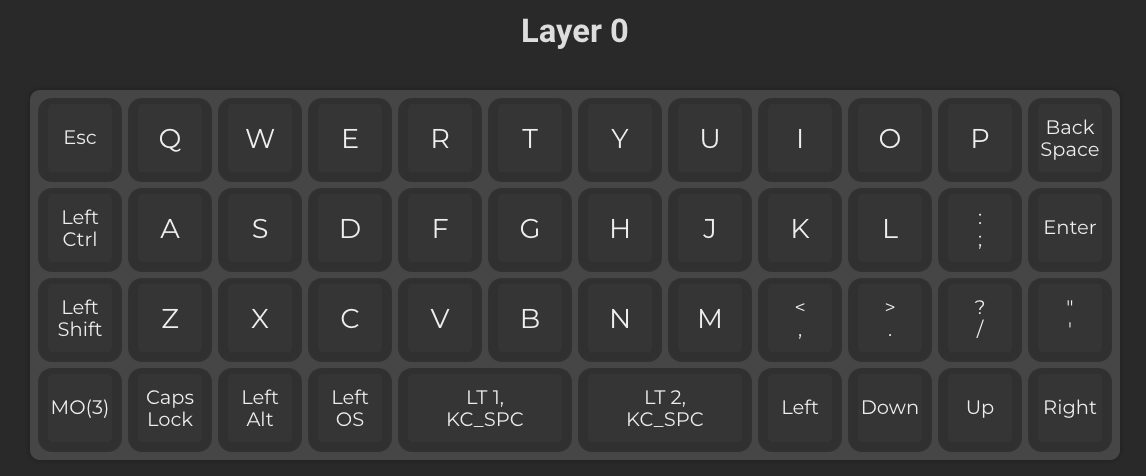 Layer 0
Esc Q W E R T Y U I O P Back Space
Left Ctrl A S D F G H J K L : ; Enter
Left Shift Z X C V B N M < , > . ? / " '
MO(3) Caps Lock Left Alt Left OS LT 1, KC_SPC LT 2, KC_SPC Left Down Up Right